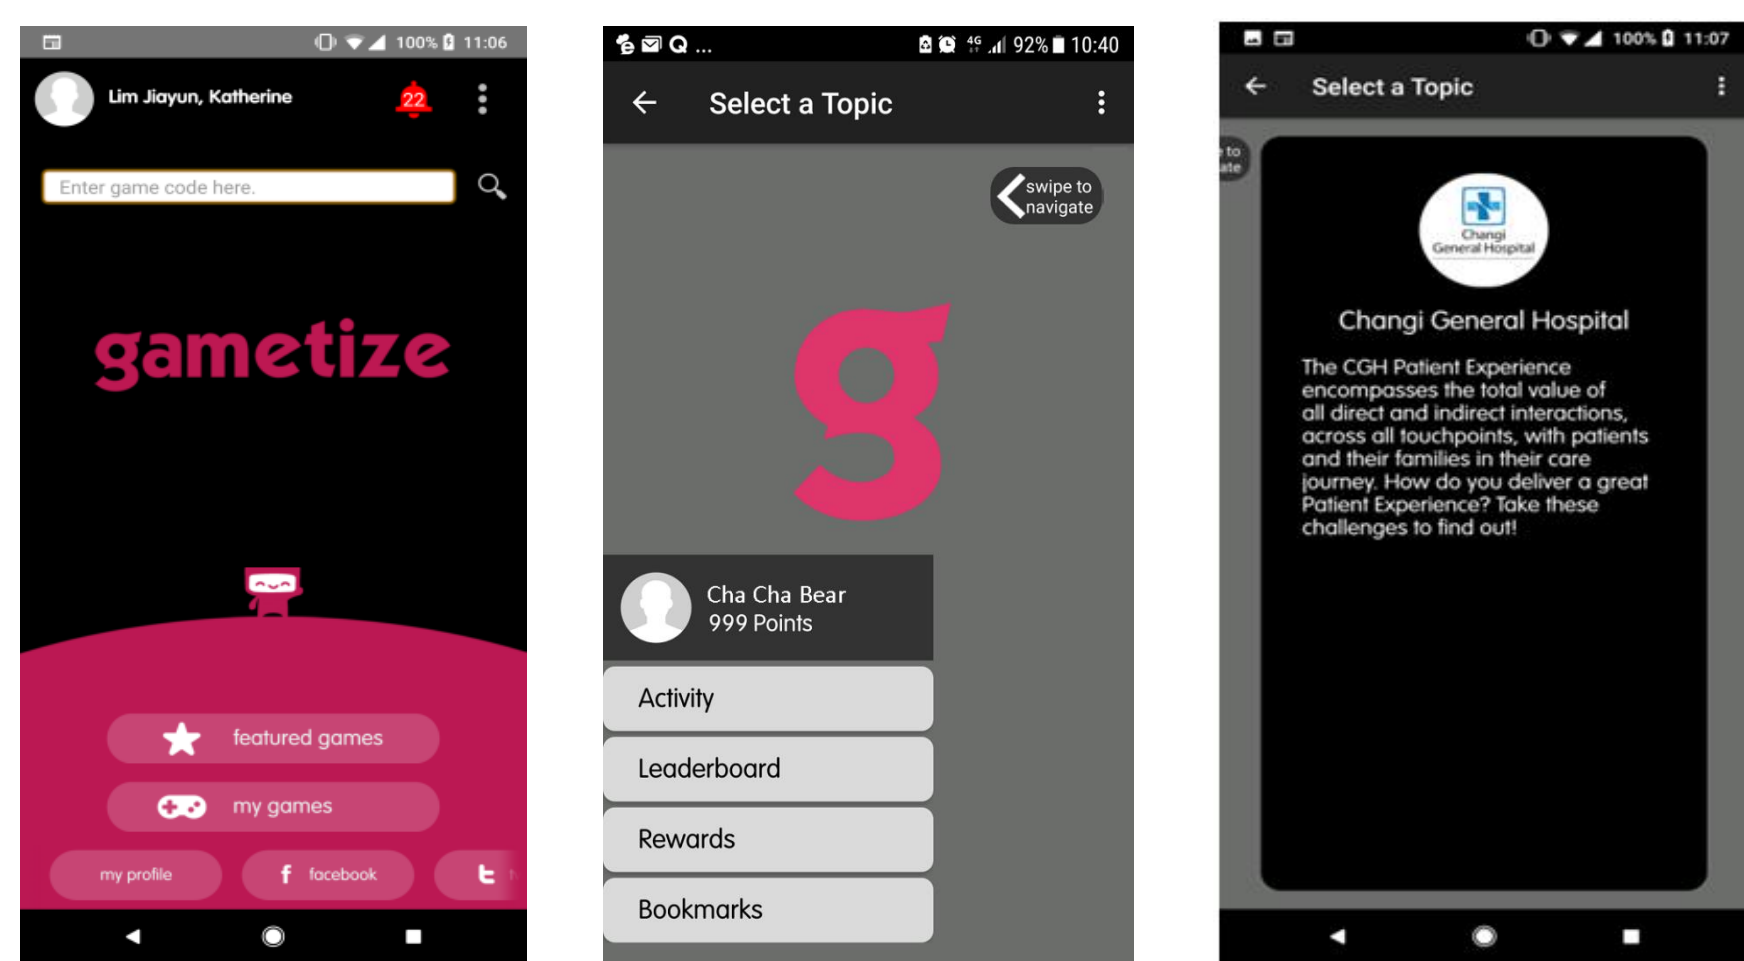 11:06
100%
Lim Jiayun, Katherine
22
Enter game code here.
gametize
featured games
my games
my profile
f facebook
...
4G
92%
10:40
Select a Topic
swipe to
navigate
g
Cha Cha Bear
999 Points
Activity
Leaderboard
Rewards
Bookmarks
100%
11:07
Select a Topic
to
ate
Changi
General Hospital
Changi General Hospital
The CGH Patient Experience
encompasses the total value of
all direct and indirect interactions,
across all touchpoints, with patients
and their families in their care
journey. How do you deliver a great
Patient Experience? Take these
challenges to find out!